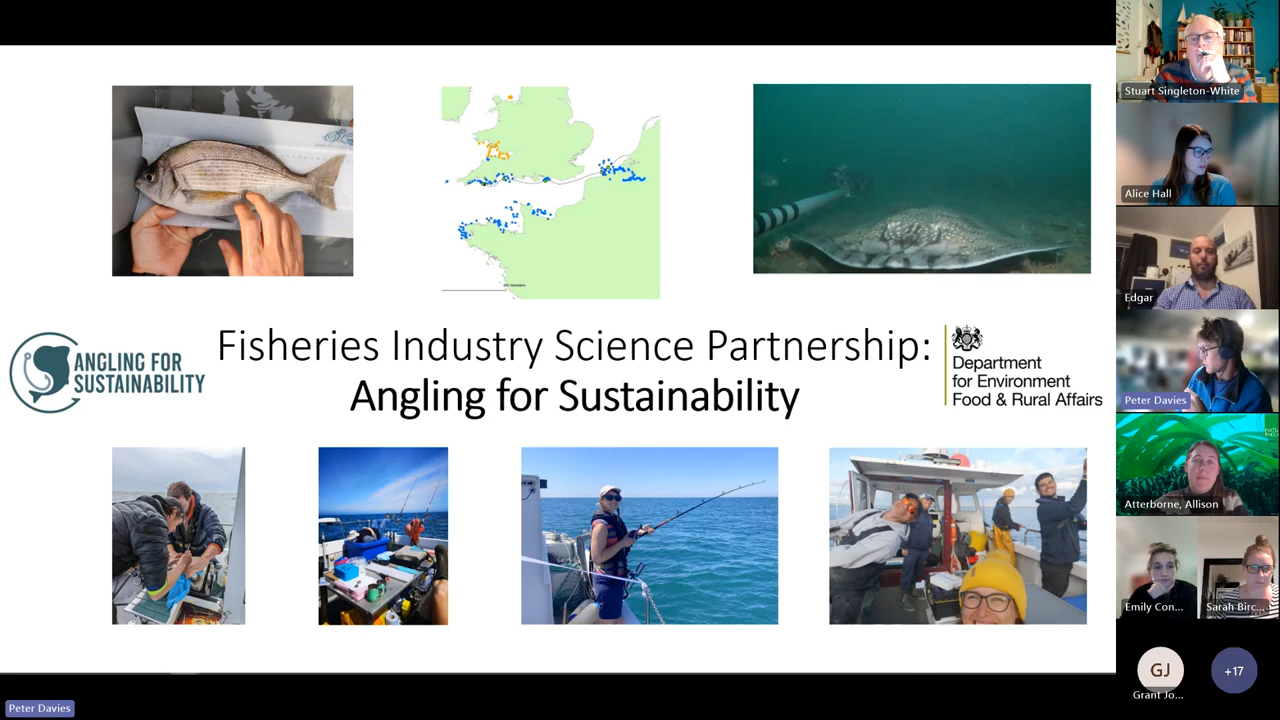 Fisheries Industry Science Partnership:
Angling for Sustainability
ANGLING FOR
SUSTAINABILITY
Department
for Environment
Food & Rural Affairs
Peter Davies
Stuart Singleton-White
Alice Hall
Edgar
Peter Davies
Atterborne, Allison
Emily Con...
Sarah Birc...
GJ
Grant Jo...
+17